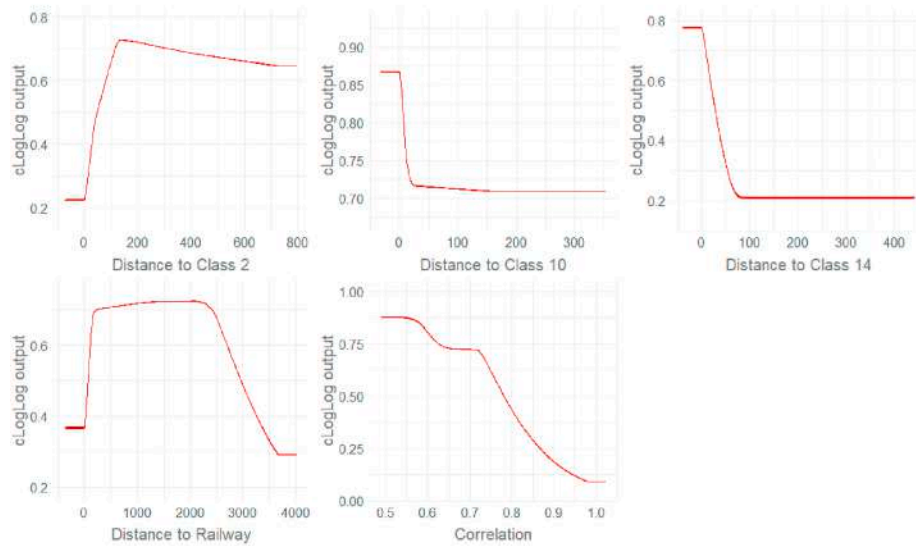 0.8
0.6
0.4
0.2
cLogLog output
0 200 400 600 800
Distance to Class 2
0.90
0.85
0.80
0.75
0.70
cLogLog output
0 100 200 300
Distance to Class 10
0.8
0.6
0.4
0.2
cLogLog output
0 100 200 300 400
Distance to Class 14
0.6
0.4
0.2
cLogLog output
0 1000 2000 3000 4000
Distance to Railway
1.00
0.75
0.50
0.25
0.00
cLogLog output
0.5 0.6 0.7 0.8 0.9 1.0
Correlation